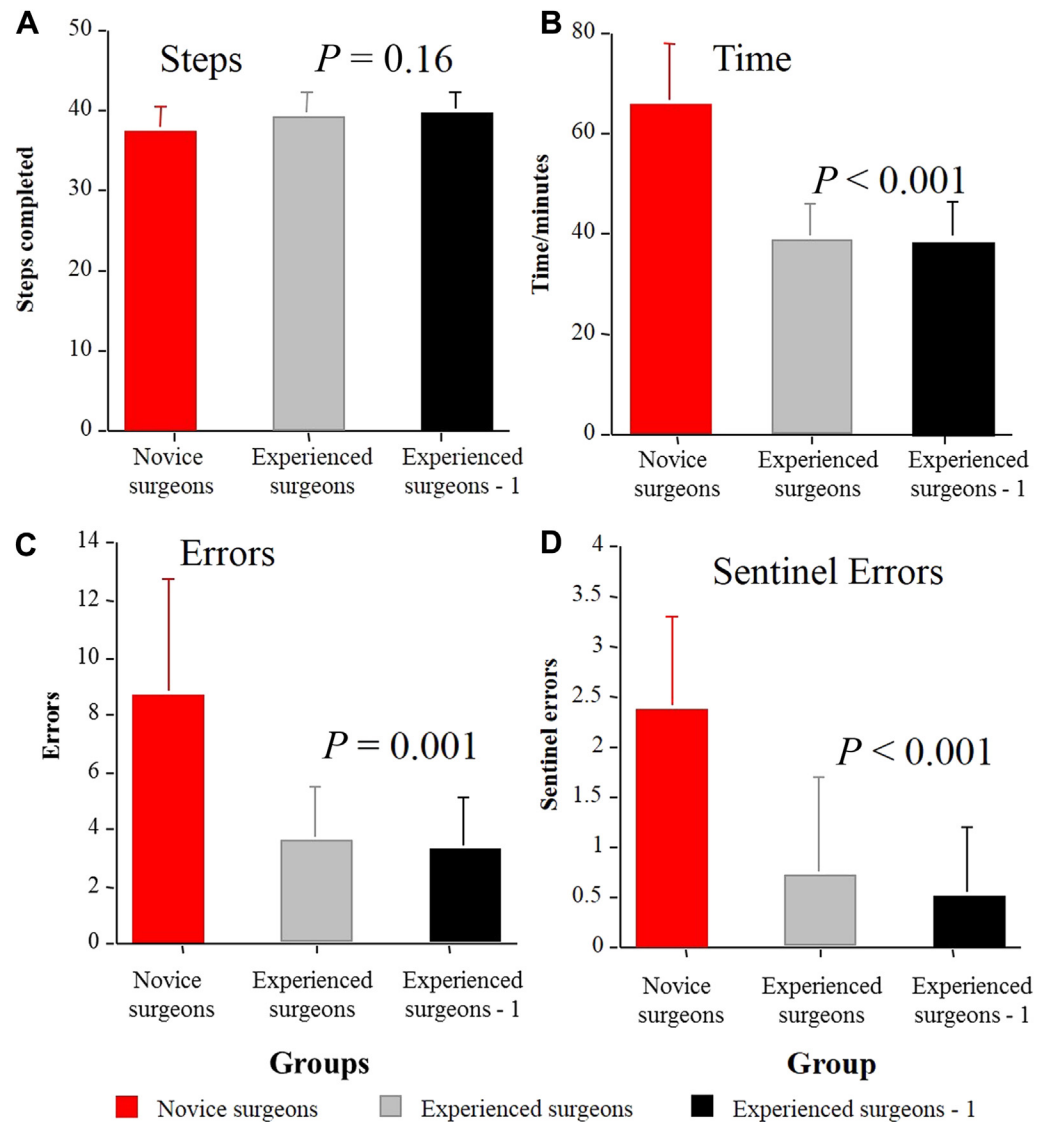 A
Steps
P = 0.16
Steps completed
50
40
30
20
10
0
Novice surgeons
Experienced surgeons
Experienced surgeons - 1
B
Time
P < 0.001
Time/minutes
80
60
40
20
0
Novice surgeons
Experienced surgeons
Experienced surgeons - 1
C
Errors
P = 0.001
Errors
14
12
10
8
6
4
2
0
Novice surgeons
Experienced surgeons
Experienced surgeons - 1
Groups
D
Sentinel Errors
P < 0.001
Sentinel errors
4
3.5
3
2.5
2
1.5
1
0.5
0
Novice surgeons
Experienced surgeons
Experienced surgeons - 1
Group
Novice surgeons
Experienced surgeons
Experienced surgeons - 1